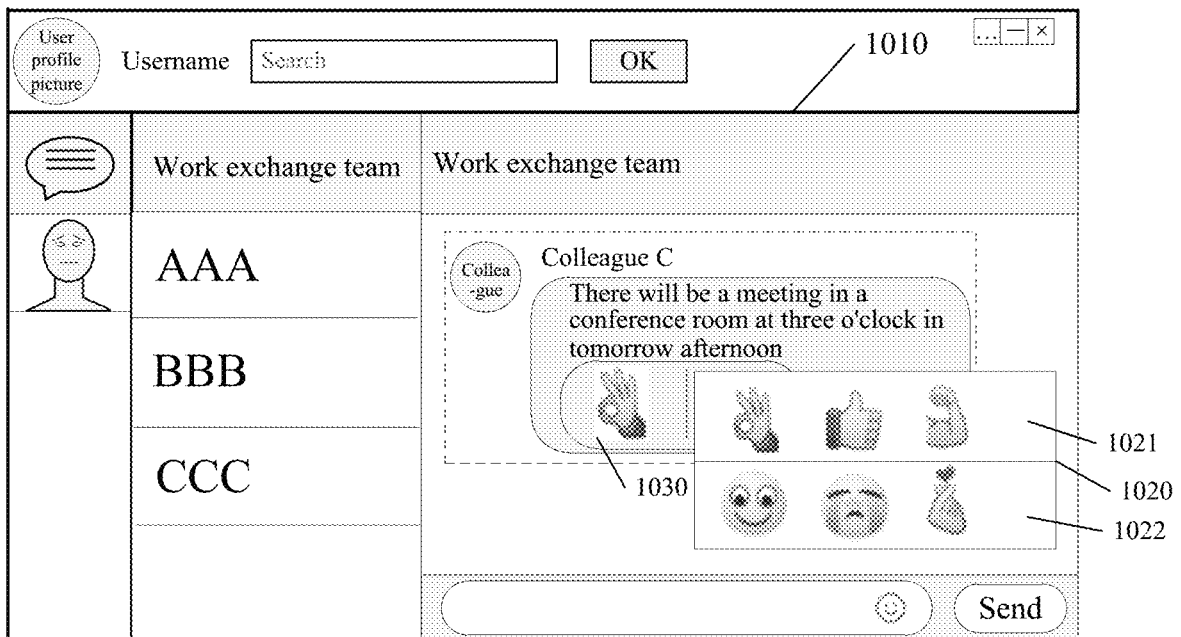 User
profile
picture
Username
Search
OK
1010
... — ×
Work exchange team
Work exchange team
AAA
BBB
CCC
Collea
-gue
Colleague C
There will be a meeting in a
conference room at three o'clock in
tomorrow afternoon
1030
1021
1020
1022
Send